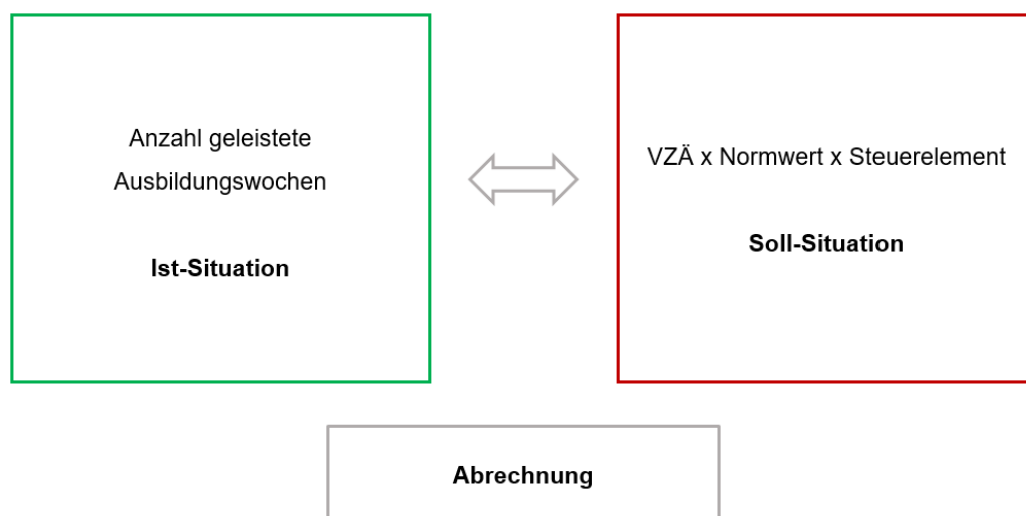 Anzahl geleistete
Ausbildungswochen
Ist-Situation
VZÄ x Normwert x Steuerelement
Soll-Situation
Abrechnung